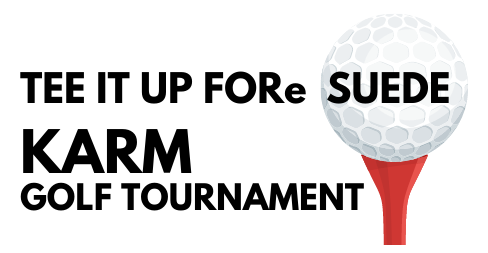 TEE IT UP FORe SUEDE
KARM
GOLF TOURNAMENT